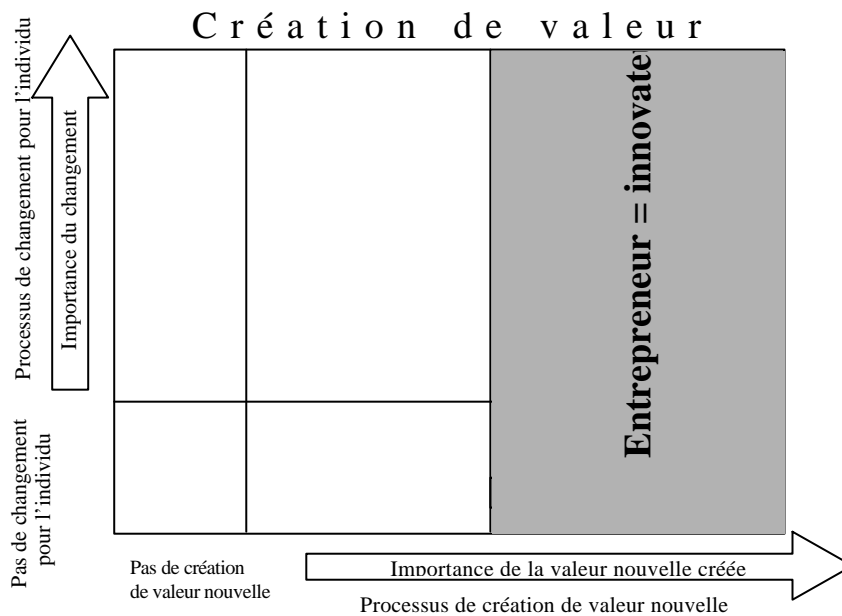 Création de valeur
Processus de changement pour l'individu
Importance du changement
Entrepreneur = innovate
Pas de changement
pour l'individu
Pas de création
de valeur nouvelle
Importance de la valeur nouvelle créée
Processus de création de valeur nouvelle